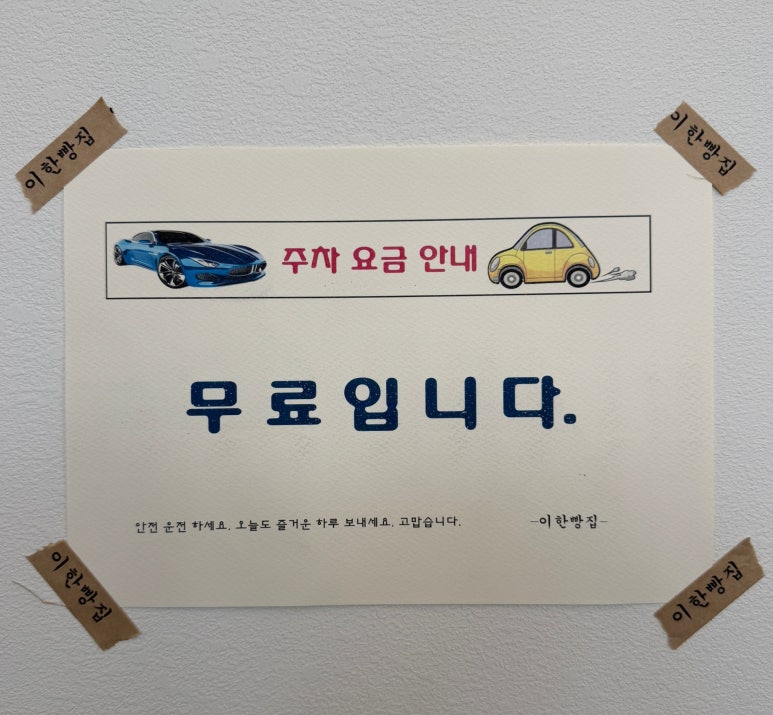 이한빵집
이한빵집
주차 요금 안내
무료입니다.
안전 운전 하세요. 오늘도 즐거운 하루 보내세요. 고맙습니다.
-이한빵집-
이한빵집
이한빵집